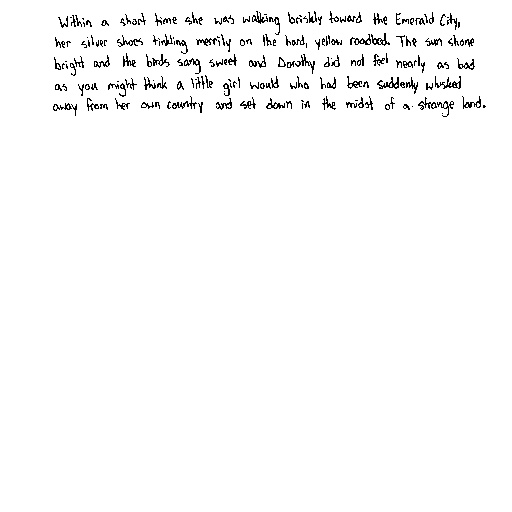 Within a short time she was walking briskly toward the Emerald City,
her silver shoes tinkling merrily on the hard, yellow roadbed. The sun shone
bright and the birds sang sweet and Dorothy did not feel nearly as bad
as you might think a little girl would who had been suddenly whisked
away from her own country and set down in the midst of a strange land.